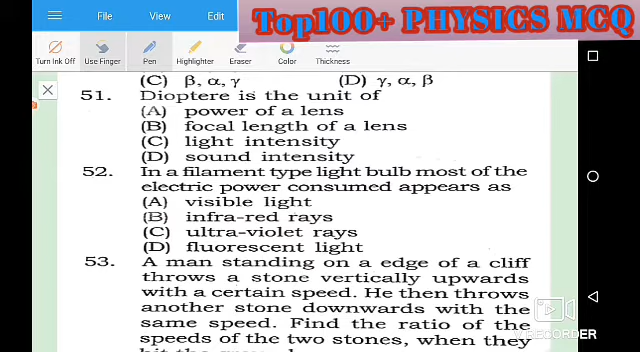 File
View
Edit
Top100+ PHYSICS MCQ
Turn Ink Off
Use Finger
Pen
Highlighter
Eraser
Color
Thickness
(C) β, α, γ (D) γ, α, β
51. Dioptere is the unit of
(A) power of a lens
(B) focal length of a lens
(C) light intensity
(D) sound intensity
52. In a filament type light bulb most of the
electric power consumed appears as
(A) visible light
(B) infra-red rays
(C) ultra-violet rays
(D) fluorescent light
53. A man standing on a edge of a cliff
throws a stone vertically upwards
with a certain speed. He then throws
another stone downwards with the
same speed. Find the ratio of the
speeds of the two stones, when they
RECORDER